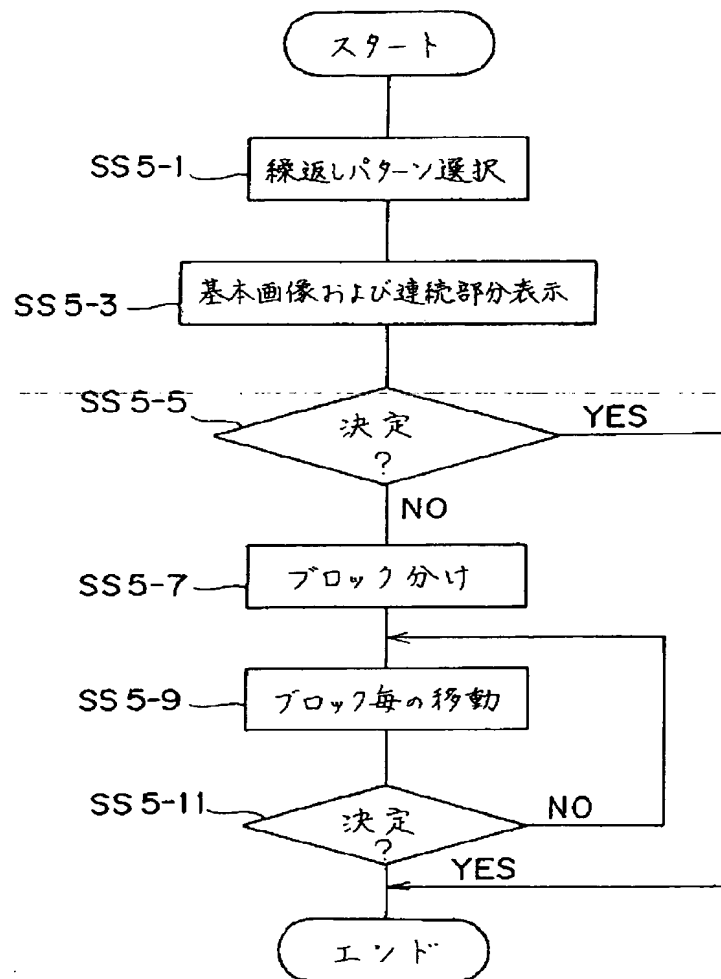 スタート
SS5-1
繰返しパターン選択
SS5-3
基本画像および連続部分表示
SS5-5
決定
?
YES
NO
SS5-7
ブロック分け
SS5-9
ブロック毎の移動
SS5-11
決定
?
NO
YES
エンド